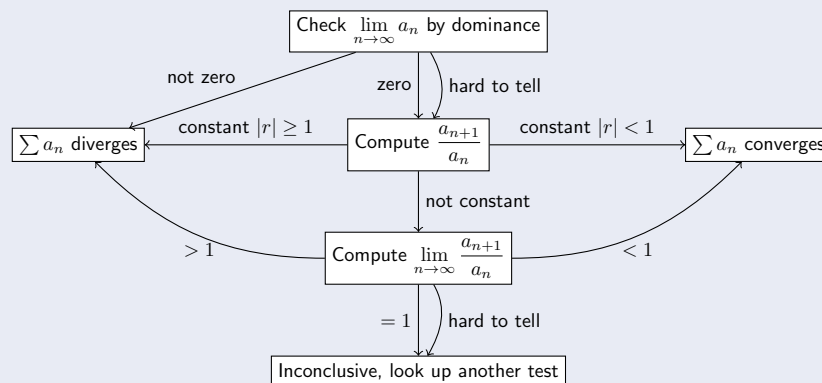 Check lim n→∞ a_n by dominance
not zero
zero
hard to tell
∑ a_n diverges
constant |r| ≥ 1
Compute a_{n+1}/a_n
constant |r| < 1
∑ a_n converges
not constant
> 1
Compute lim n→∞ a_{n+1}/a_n
< 1
= 1
hard to tell
Inconclusive, look up another test